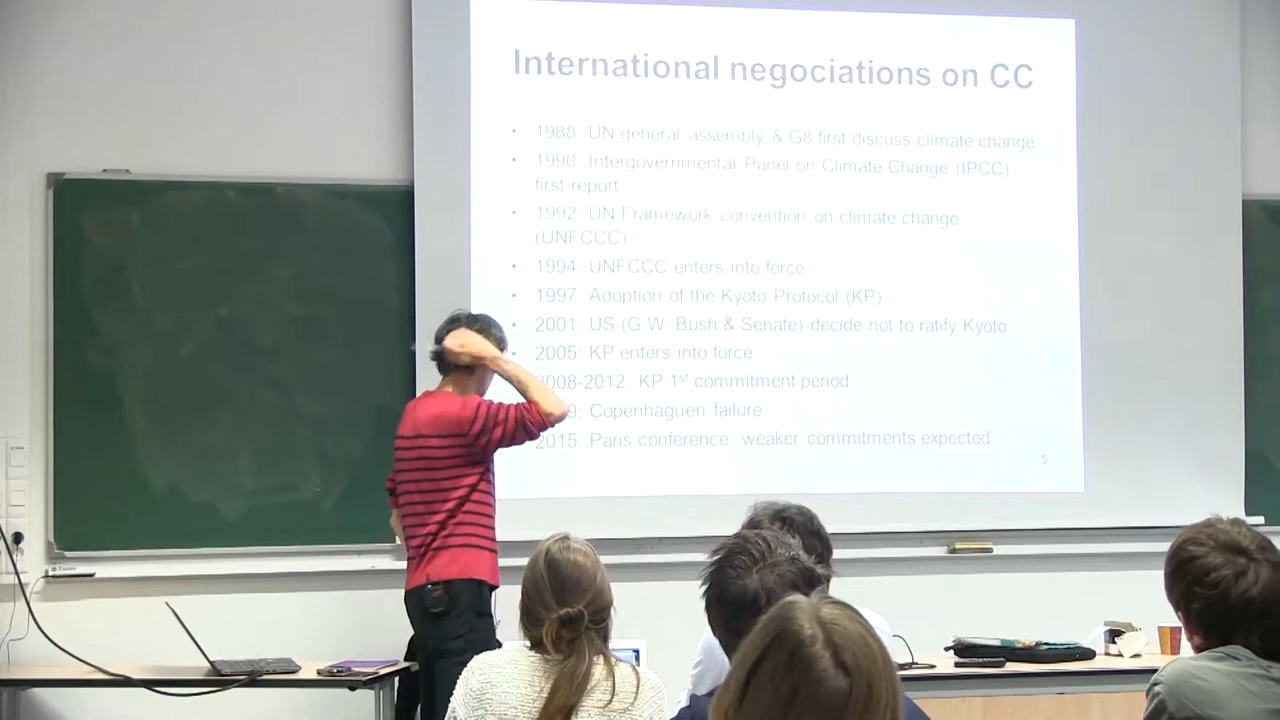 International negociations on CC
• 1988: UN general assembly & G8 first discuss climate change
• 1990: Intergovernmental Panel on Climate Change (IPCC)
first report
• 1992: UN Framework convention on climate change
(UNFCCC)
• 1994: UNFCCC enters into force
• 1997: Adoption of the Kyoto Protocol (KP)
• 2001: US (G.W. Bush & Senate) decide not to ratify Kyoto
• 2005: KP enters into force
008-2012: KP 1st commitment period
9: Copenhaguen failure
2015: Paris conference: weaker commitments expected
5